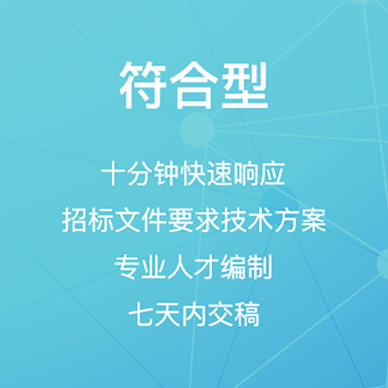 符合型
十分钟快速响应
招标文件要求技术方案
专业人才编制
七天内交稿